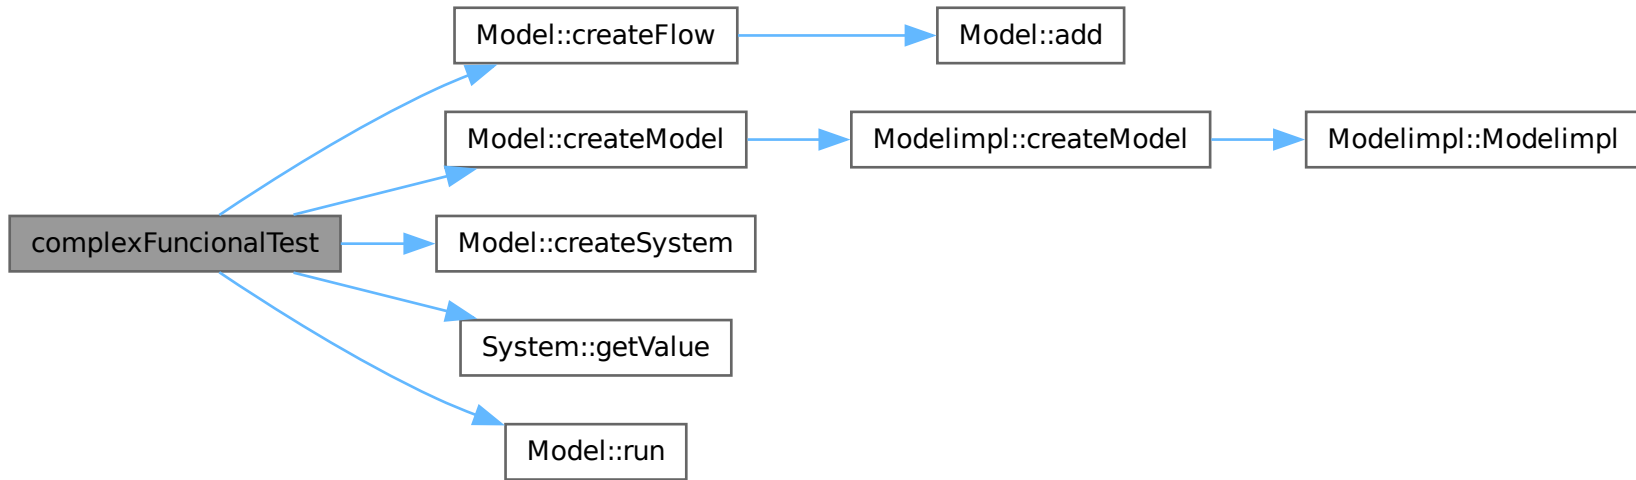 Model::createFlow
Model::add
Model::createModel
Modelimpl::createModel
Modelimpl::Modelimpl
complexFuncionalTest
Model::createSystem
System::getValue
Model::run